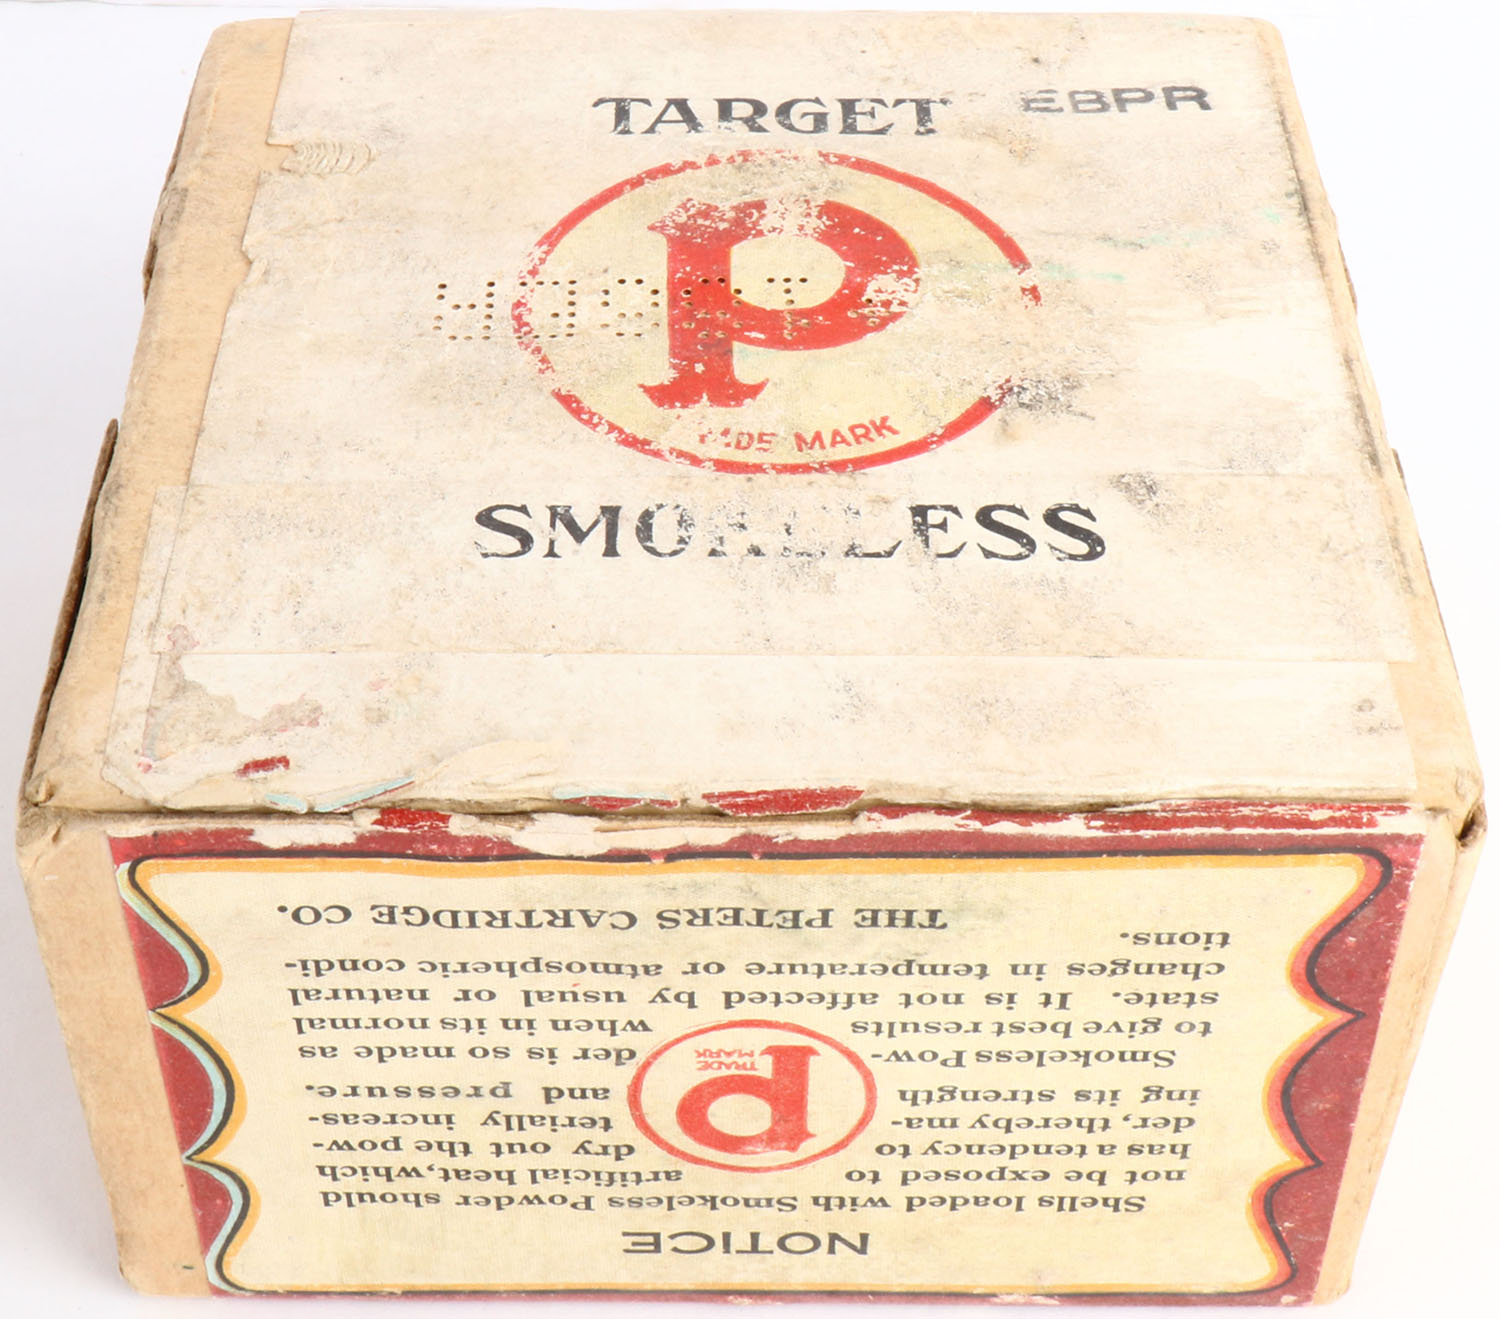 TARGET EBPR
P
TRADE MARK
SMOKELESS
NOTICE
Shells loaded with Smokeless Powder should
not be exposed to artificial heat, which
has a tendency to dry out the pow-
der, thereby ma- terially increas-
ing its strength and pressure.
P
TRADE
MARK
Smokeless Pow- der is so made as
to give best results when in its normal
state. It is not affected by usual or natural
changes in temperature or atmospheric condi-
tions.
THE PETERS CARTRIDGE CO.